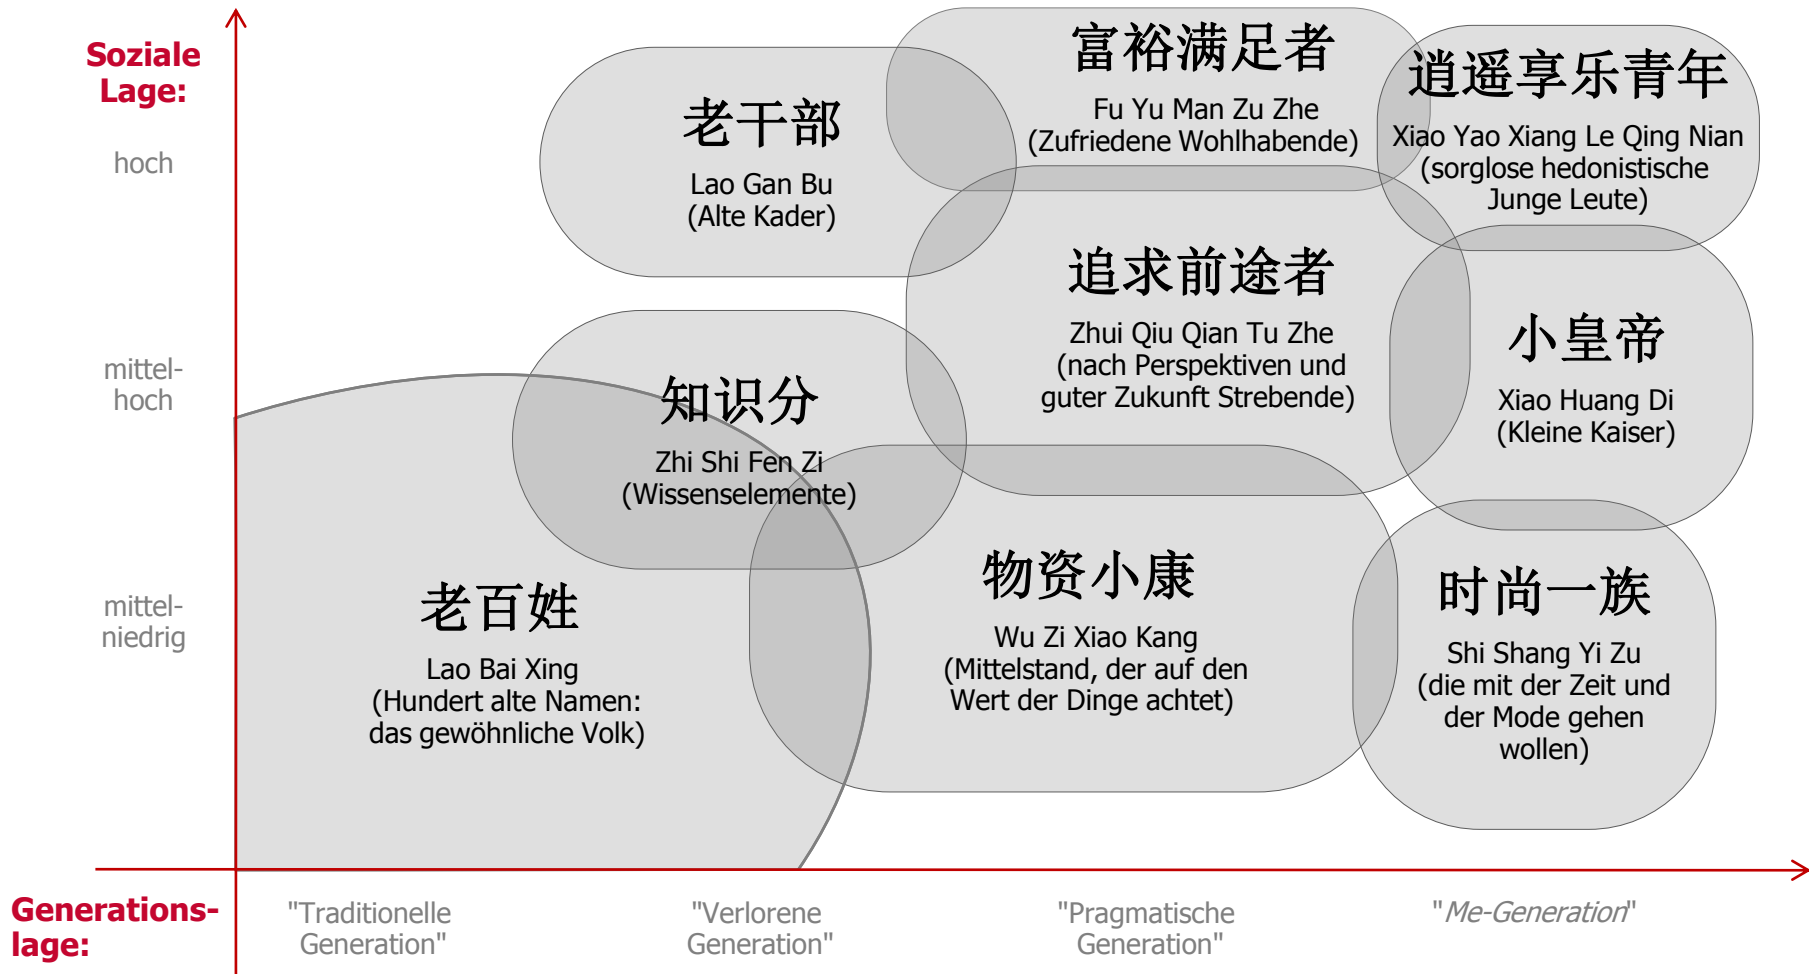 Soziale
Lage:
hoch
mittel-
hoch
mittel-
niedrig
老干部
Lao Gan Bu
(Alte Kader)
富裕满足者
Fu Yu Man Zu Zhe
(Zufriedene Wohlhabende)
逍遥享乐青年
Xiao Yao Xiang Le Qing Nian
(sorglose hedonistische
Junge Leute)
追求前途者
Zhui Qiu Qian Tu Zhe
(nach Perspektiven und
guter Zukunft Strebende)
小皇帝
Xiao Huang Di
(Kleine Kaiser)
知识分
Zhi Shi Fen Zi
(Wissenselemente)
老百姓
Lao Bai Xing
(Hundert alte Namen:
das gewöhnliche Volk)
物资小康
Wu Zi Xiao Kang
(Mittelstand, der auf den
Wert der Dinge achtet)
时尚一族
Shi Shang Yi Zu
(die mit der Zeit und
der Mode gehen
wollen)
Generations-
lage:
"Traditionelle
Generation"
"Verlorene
Generation"
"Pragmatische
Generation"
"Me-Generation"